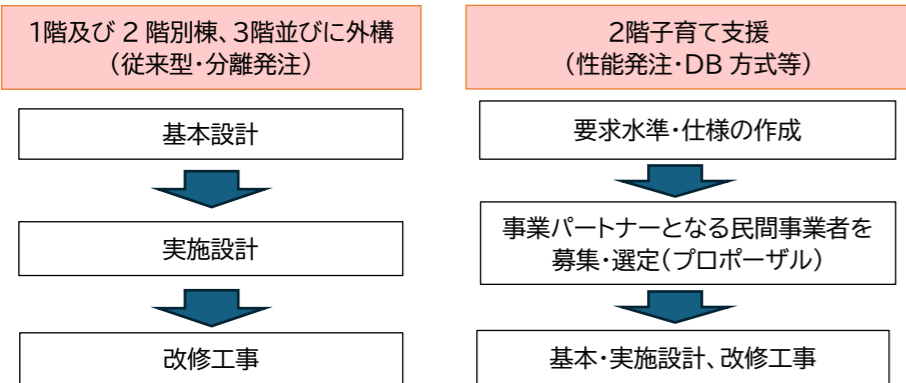 1階及び 2 階別棟、3階並びに外構
(従来型・分離発注)
基本設計
実施設計
改修工事
2階子育て支援
(性能発注・DB 方式等)
要求水準・仕様の作成
事業パートナーとなる民間事業者を
募集・選定(プロポーザル)
基本・実施設計、改修工事